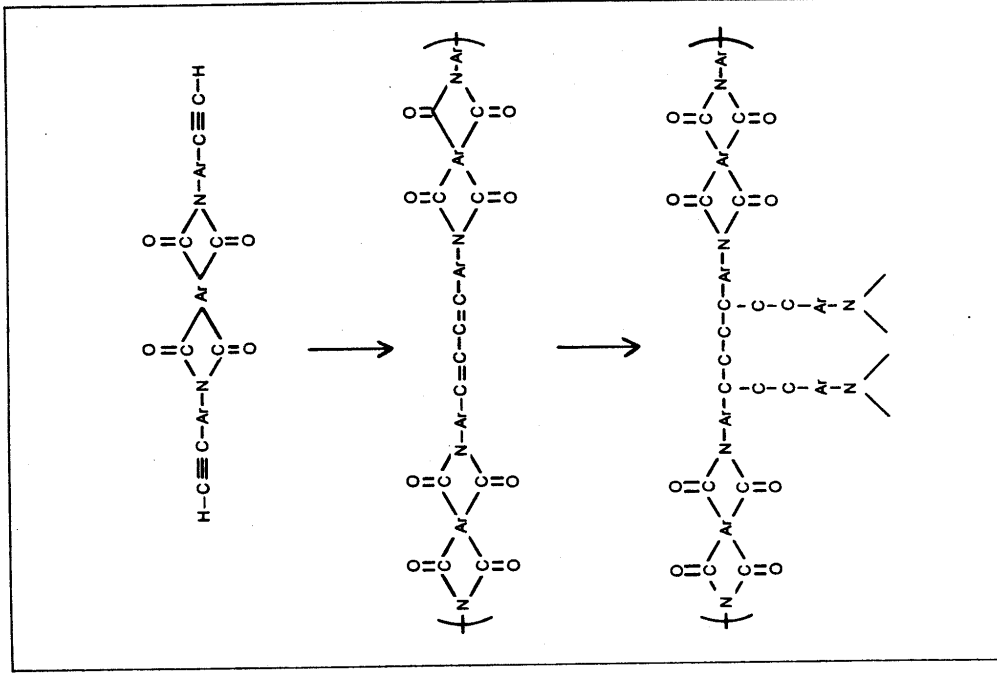 O O
C C
H-C≡C-Ar-N Ar N-Ar-C≡C-H
C C
O O
O O O O
C C C
N Ar N-Ar-C=C-C=C-Ar-N Ar N-Ar
C C C C
O O O O
O O O O
C C C C
N Ar N-Ar-C-C-C-C-Ar-N Ar N-Ar
C C C C
O O C C O O
C C
Ar Ar
N N